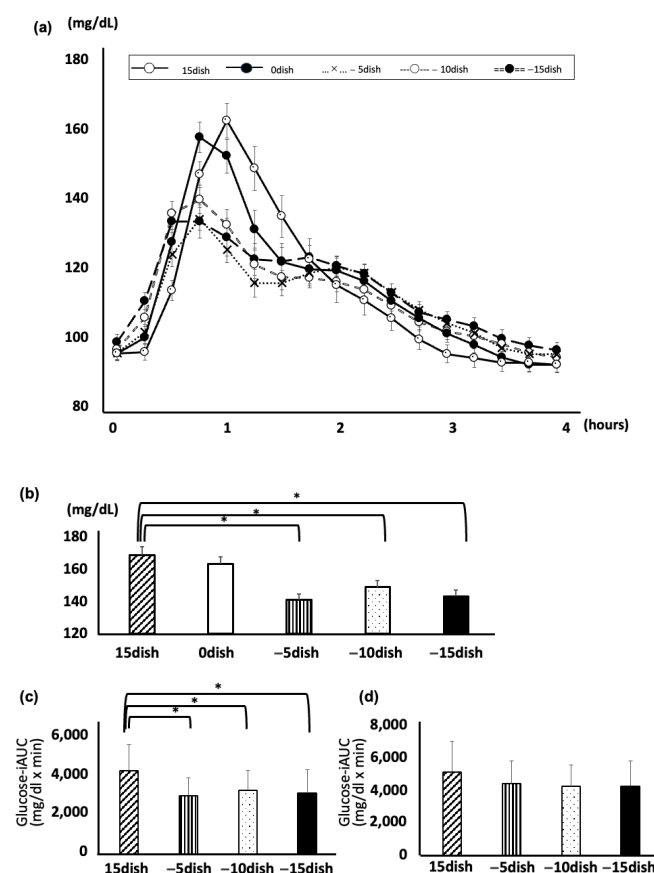 (mg/dL)
(a)
180
15dish 0dish ...×... – 5dish – 10dish –15dish
160
140
120
100
80
0 1 2 3 4 (hours)
(b)
(mg/dL)
*
*
*
180
160
140
120
15dish 0dish –5dish –10dish –15dish
(c)
*
*
*
6,000
4,000
2,000
0
Glucose-iAUC
(mg/dl x min)
15dish –5dish –10dish –15dish
(d)
8,000
6,000
4,000
2,000
0
Glucose-iAUC
(mg/dl x min)
15dish –5dish –10dish –15dish